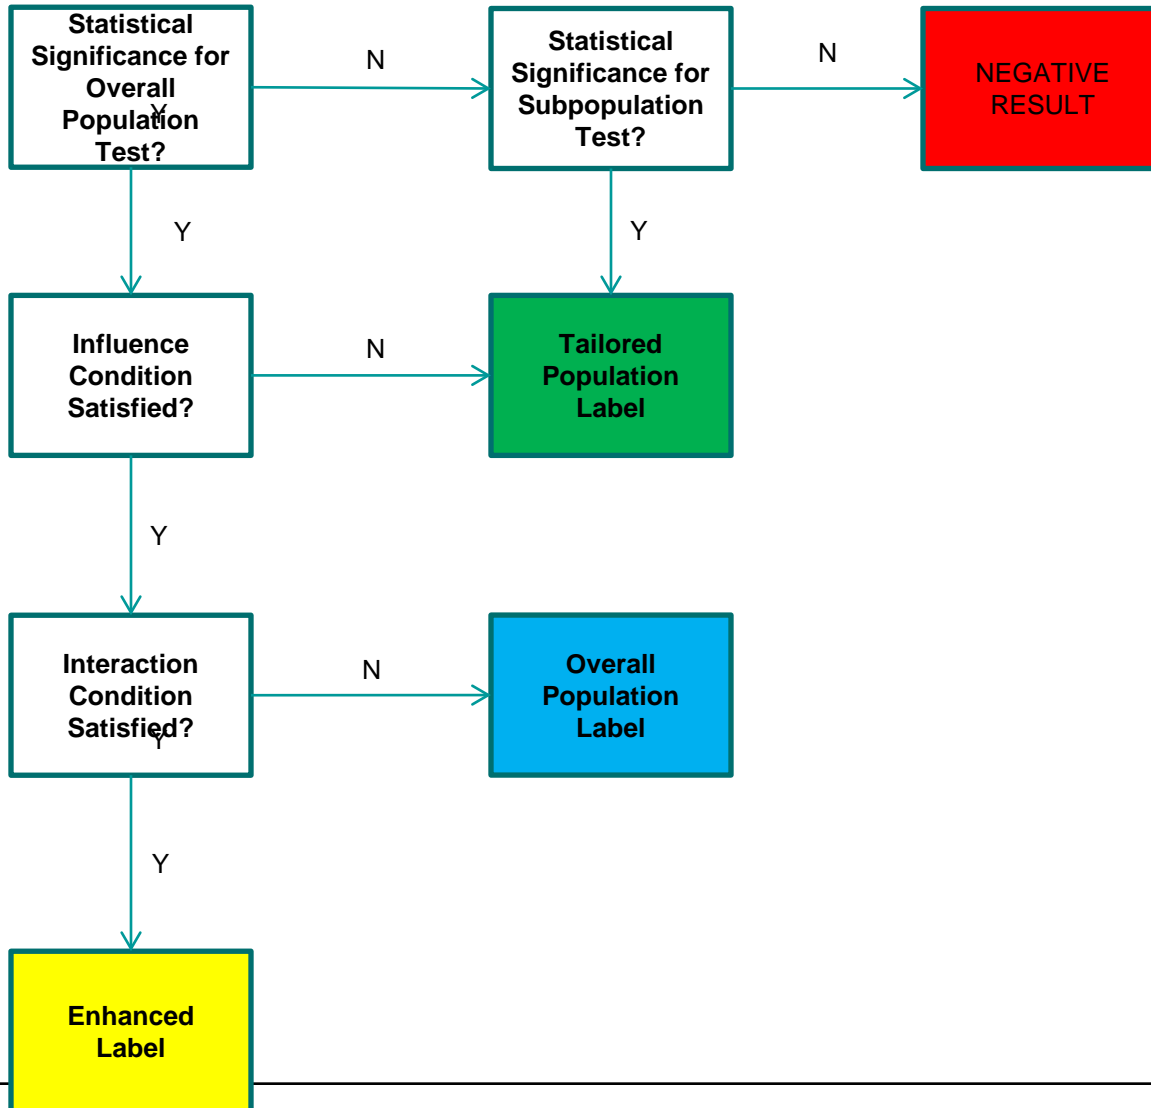 Statistical
Significance for
Overall
Population
Test?
Y
N
Statistical
Significance for
Subpopulation
Test?
N
NEGATIVE
RESULT
Y
Y
Influence
Condition
Satisfied?
N
Tailored
Population
Label
Y
Interaction
Condition
Satisfied?
Y
N
Overall
Population
Label
Y
Enhanced
Label